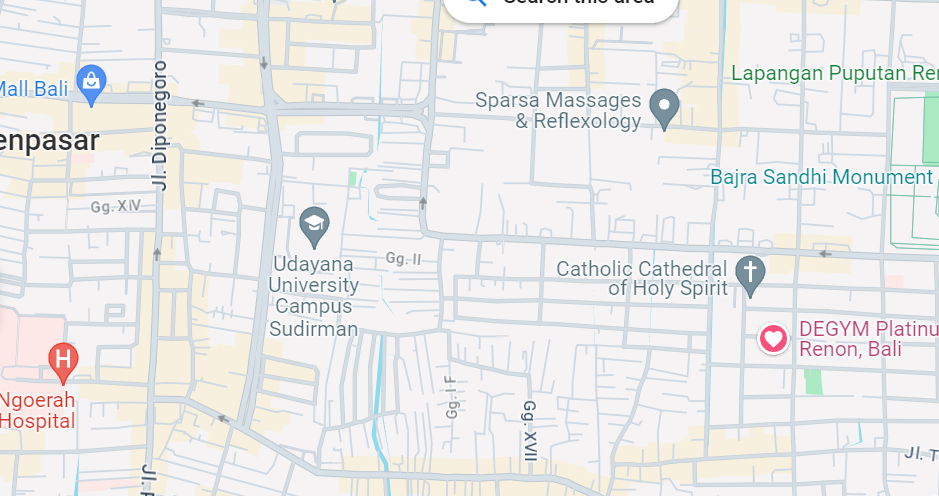 Search this area
Mall Bali
Lapangan Puputan Ren
Sparsa Massages
& Reflexology
enpasar
Jl. Diponegoro
Bajra Sandhi Monument
Gg. XIV
Gg. II
Udayana
University
Campus
Sudirman
Catholic Cathedral
of Holy Spirit
DEGYM Platinu
Renon, Bali
H
Ngoerah
Hospital
Gg. I F
Gg. XVII
Jl. T
Jl.